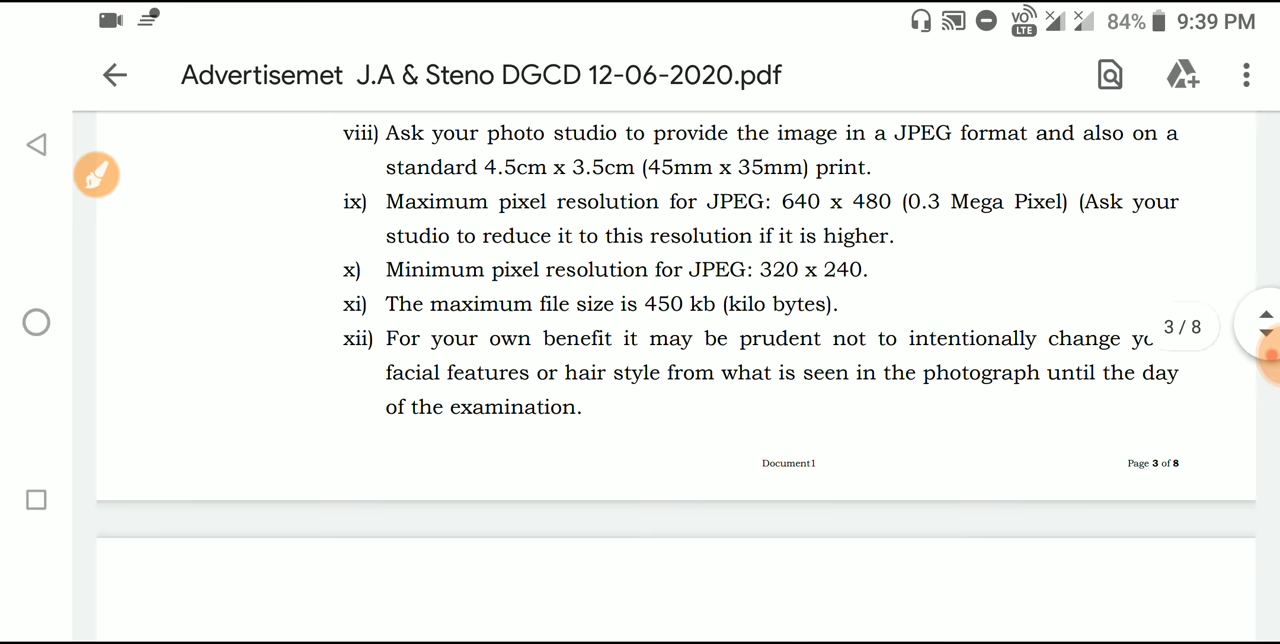 VO LTE 84% 9:39 PM
Advertisemet J.A & Steno DGCD 12-06-2020.pdf
viii) Ask your photo studio to provide the image in a JPEG format and also on a
standard 4.5cm x 3.5cm (45mm x 35mm) print.
ix) Maximum pixel resolution for JPEG: 640 x 480 (0.3 Mega Pixel) (Ask your
studio to reduce it to this resolution if it is higher.
x) Minimum pixel resolution for JPEG: 320 x 240.
xi) The maximum file size is 450 kb (kilo bytes).
3 / 8
xii) For your own benefit it may be prudent not to intentionally change
facial features or hair style from what is seen in the photograph until the day
of the examination.
Document1 Page 3 of 8